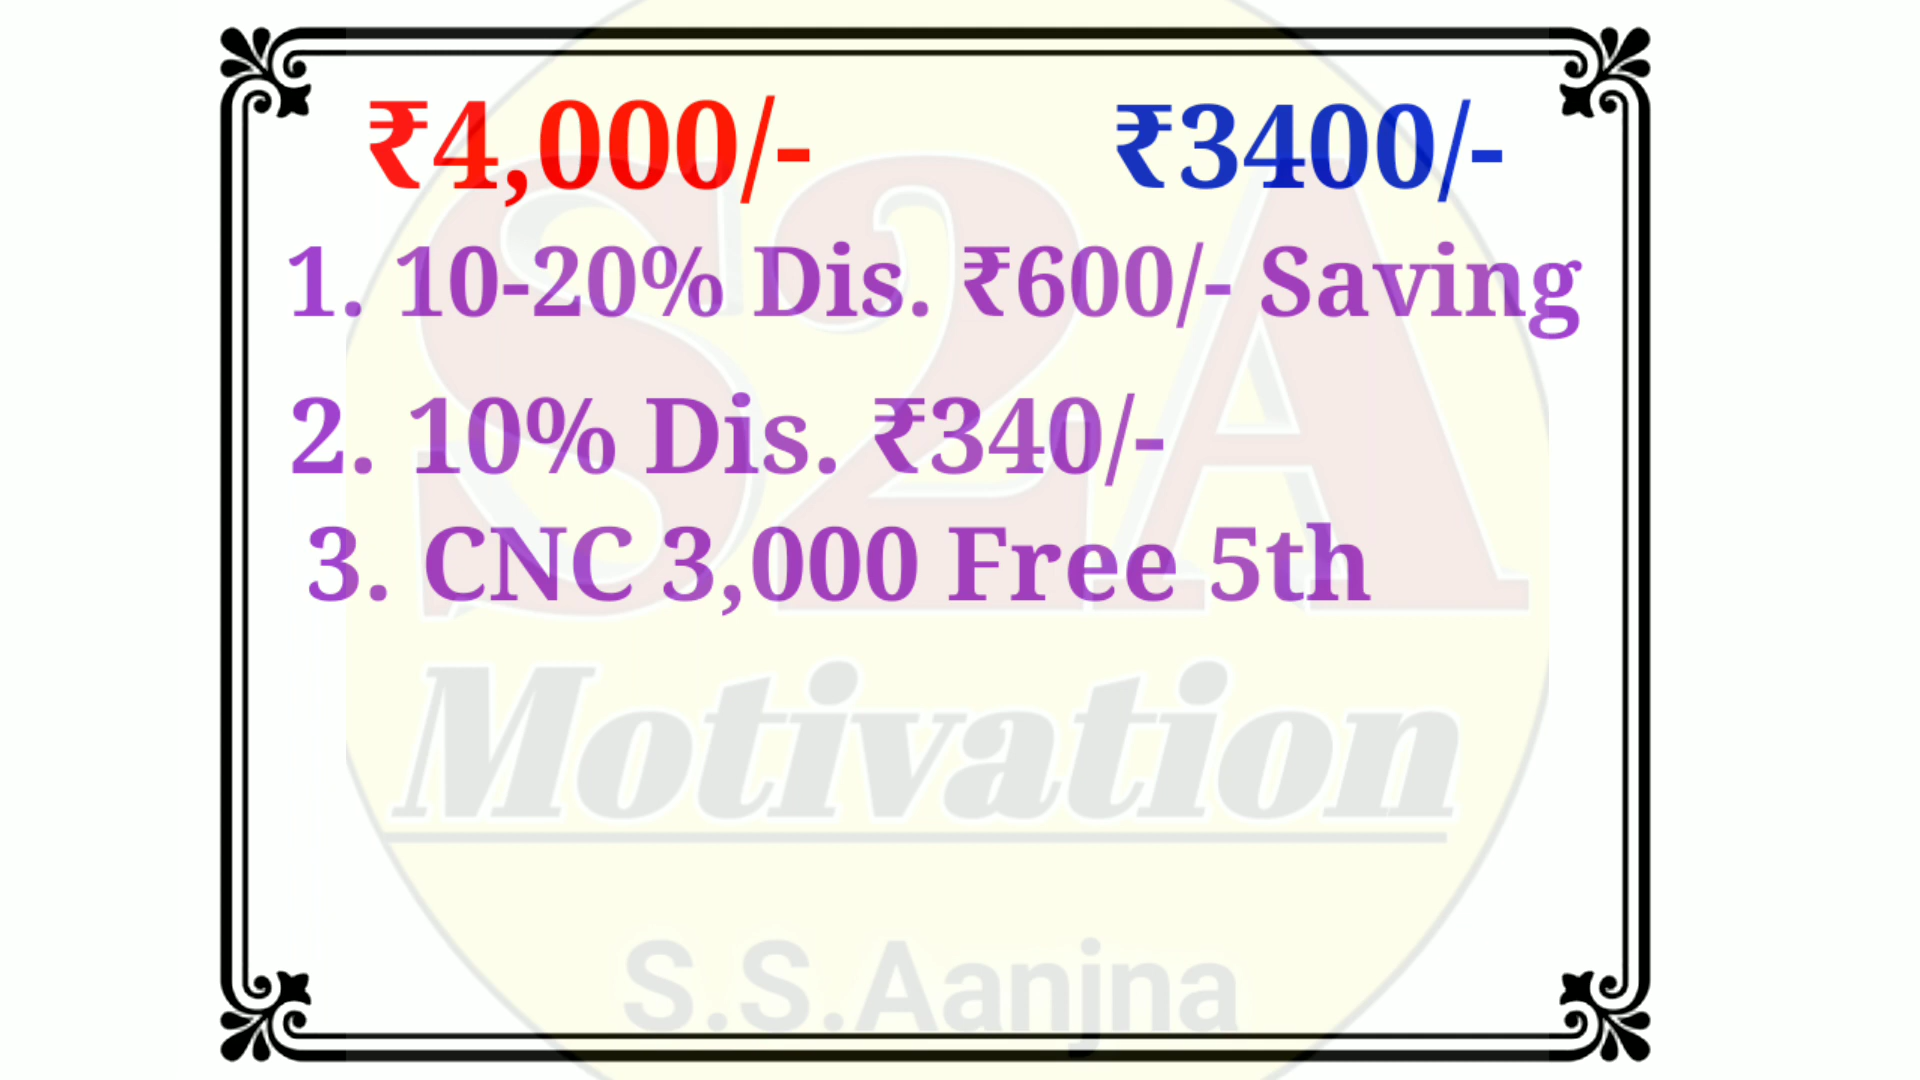 ₹4,000/- ₹3400/-
1. 10-20% Dis. ₹600/- Saving
2. 10% Dis. ₹340/-
3. CNC 3,000 Free 5th
S2A
Motivation
S.S.Aanjna